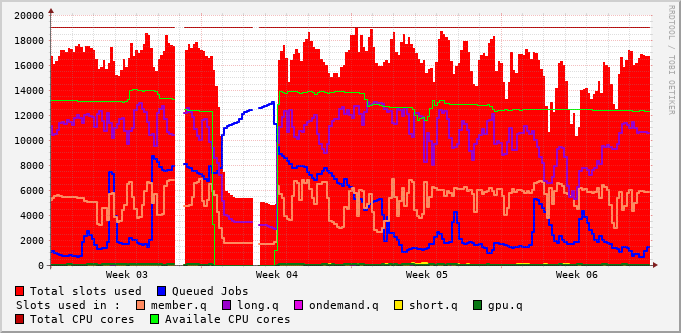 20000
18000
16000
14000
12000
10000
8000
6000
4000
2000
0
Week 03 Week 04 Week 05 Week 06
RRDTOOL / TOBI OETIKER
Total slots used Queued Jobs
Slots used in : member.q long.q ondemand.q short.q gpu.q
Total CPU cores Availale CPU cores